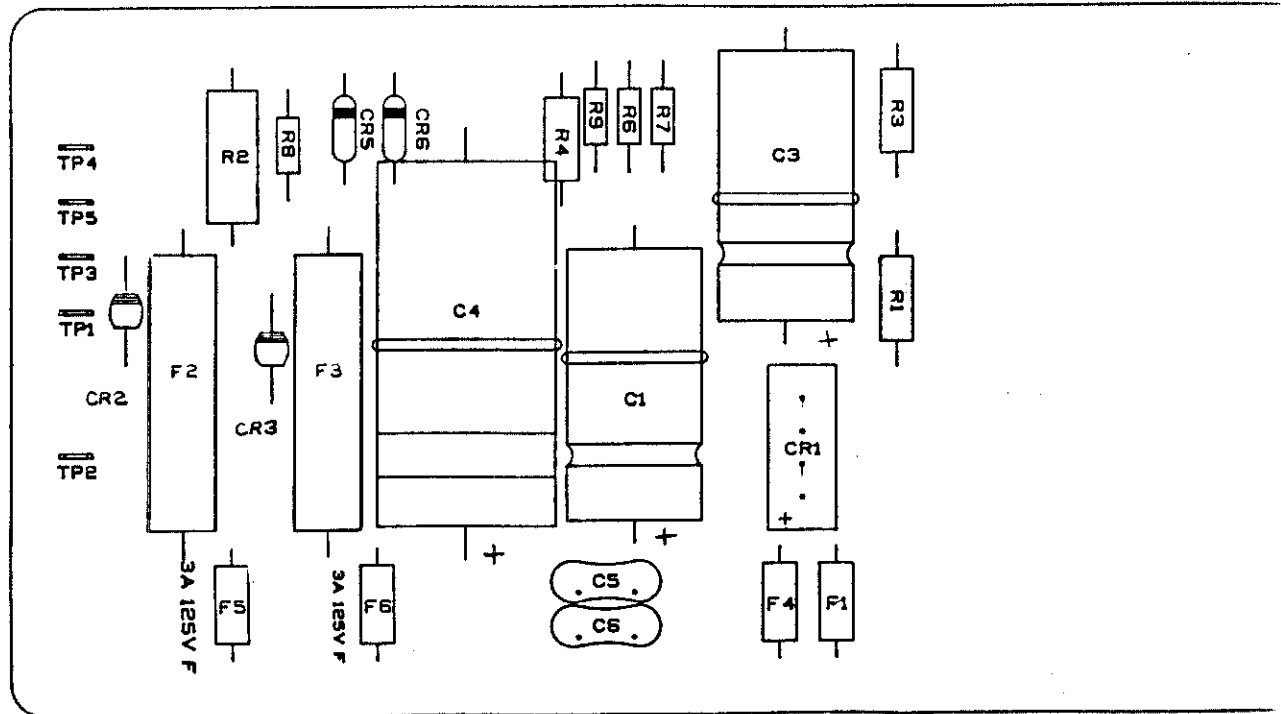 CR5
CR6
R9
R6
R7
R3
R8
R4
R2
C3
TP4
TP5
TP3
R1
C4
TP1
F2
F3
CR2
C1
CR3
CR1
TP2
+
+
+
+
3A 125V F
F5
3A 125V F
F6
C5
C6
F4
F1